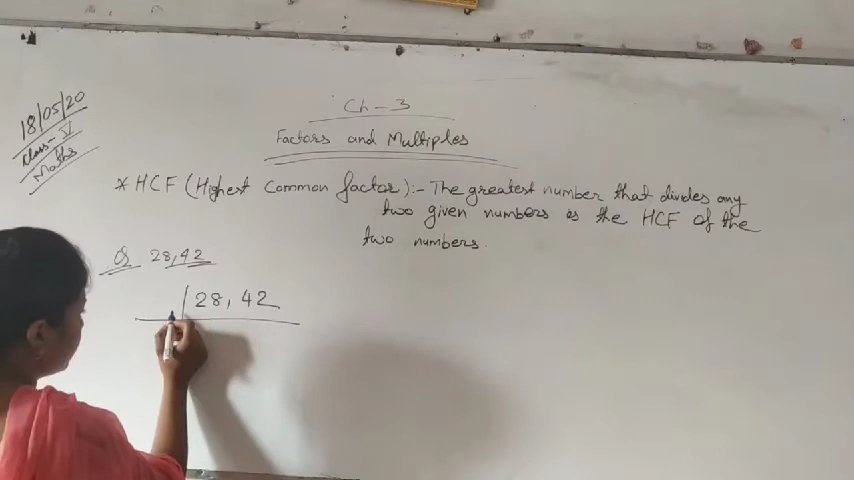 18/05/20
Class - V
Maths
Ch - 3
Factors and Multiples
* HCF (Highest Common factor):- The greatest number that divides any
two given numbers is the HCF of the
two numbers.
Q. 28, 42
28, 42